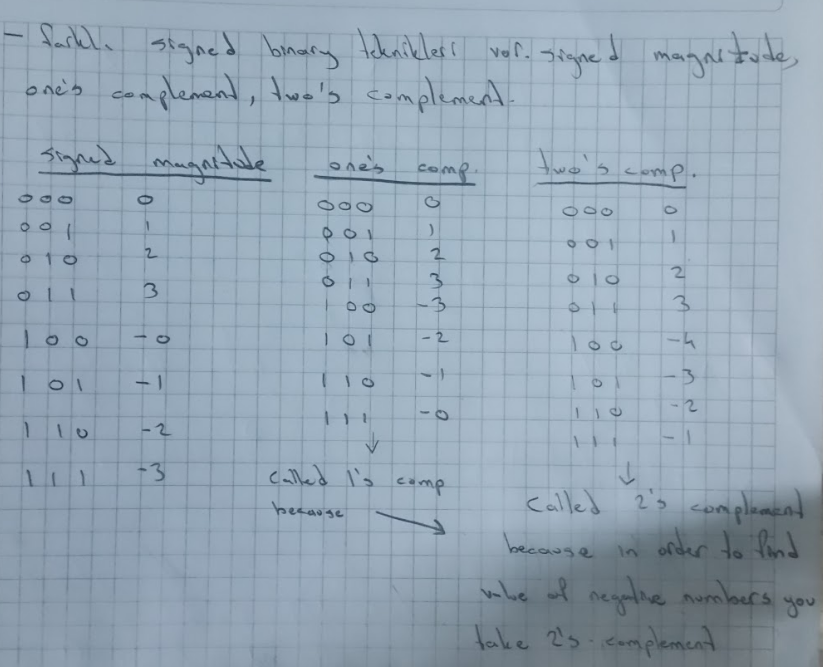 - Farklı signed binary teknikleri var. signed magnitude,
one's complement, two's complement.
signed magnitude
000 0
001 1
010 2
011 3
100 -0
101 -1
110 -2
111 -3
one's comp.
000 0
001 1
010 2
011 3
100 -3
101 -2
110 -1
111 -0
↓
called 1's comp
because →
two's comp.
000 0
001 1
010 2
011 3
100 -4
101 -3
110 -2
111 -1
↓
called 2's complement
because in order to find
value of negative numbers you
take 2's complement